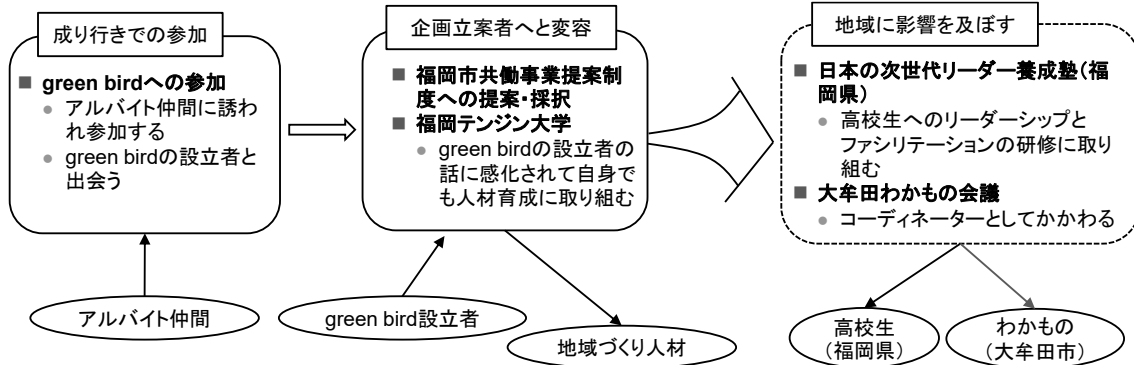 成り行きでの参加
■ green birdへの参加
● アルバイト仲間に誘わ
れ参加する
● green birdの設立者と
出会う
企画立案者へと変容
■ 福岡市共働事業提案制
度への提案・採択
■ 福岡テンジン大学
● green birdの設立者の
話に感化されて自身で
も人材育成に取り組む
地域に影響を及ぼす
■ 日本の次世代リーダー養成塾（福
岡県）
● 高校生へのリーダーシップと
ファシリテーションの研修に取り
組む
■ 大牟田わかもの会議
● コーディネーターとしてかかわる
アルバイト仲間
green bird設立者
地域づくり人材
高校生
（福岡県）
わかもの
（大牟田市）